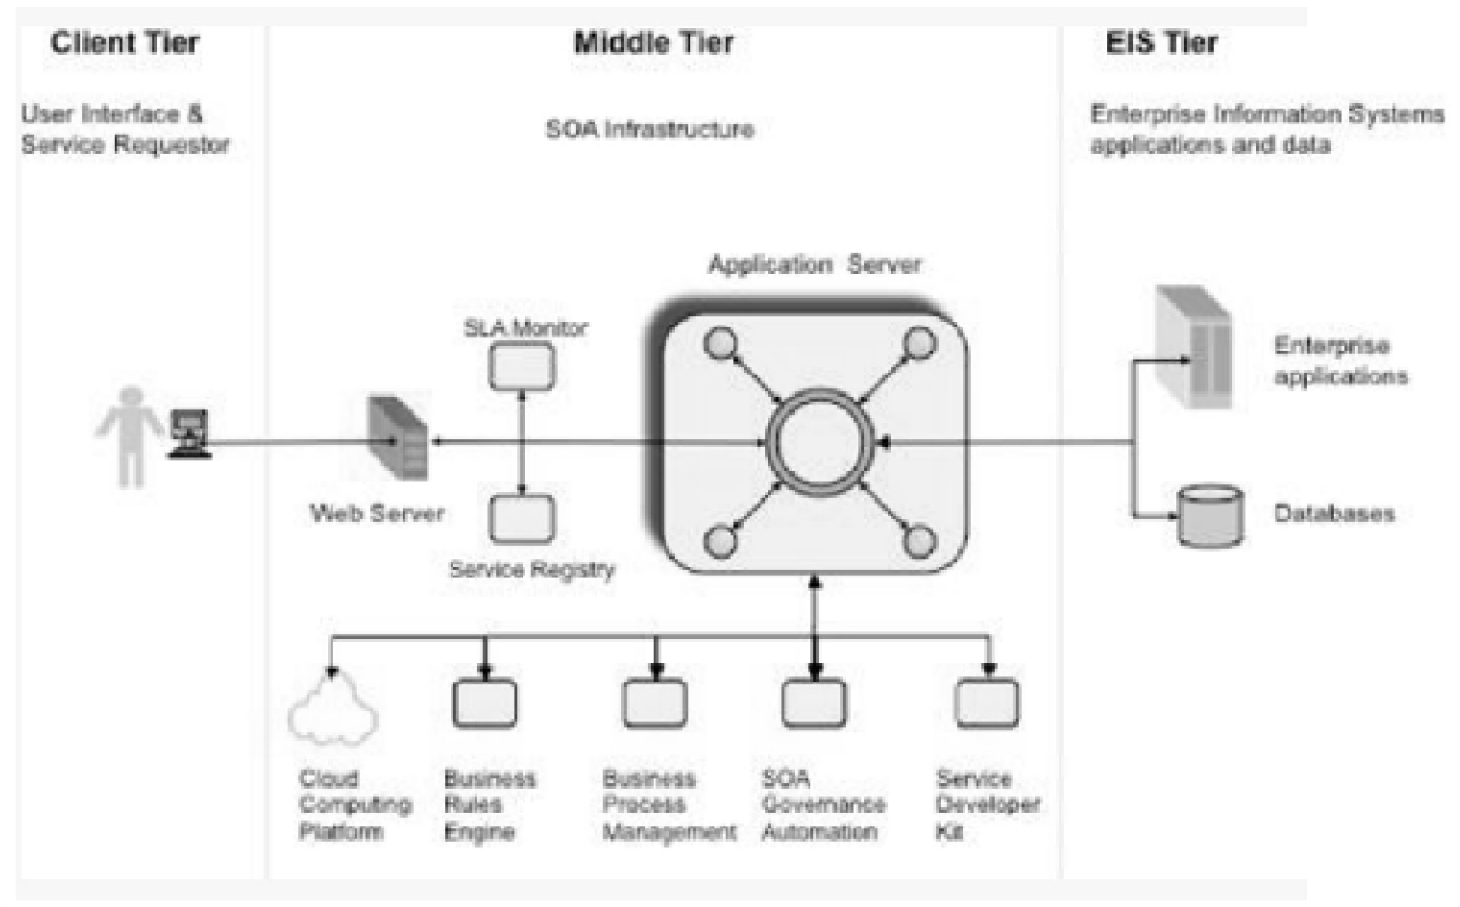 Client Tier
Middle Tier
EIS Tier
User Interface &
Service Requestor
SOA Infrastructure
Enterprise Information Systems
applications and data
Application Server
SLA Monitor
Enterprise
applications
Web Server
Databases
Service Registry
Cloud
Computing
Platform
Business
Rules
Engine
Business
Process
Management
SOA
Governance
Automation
Service
Developer
Kit